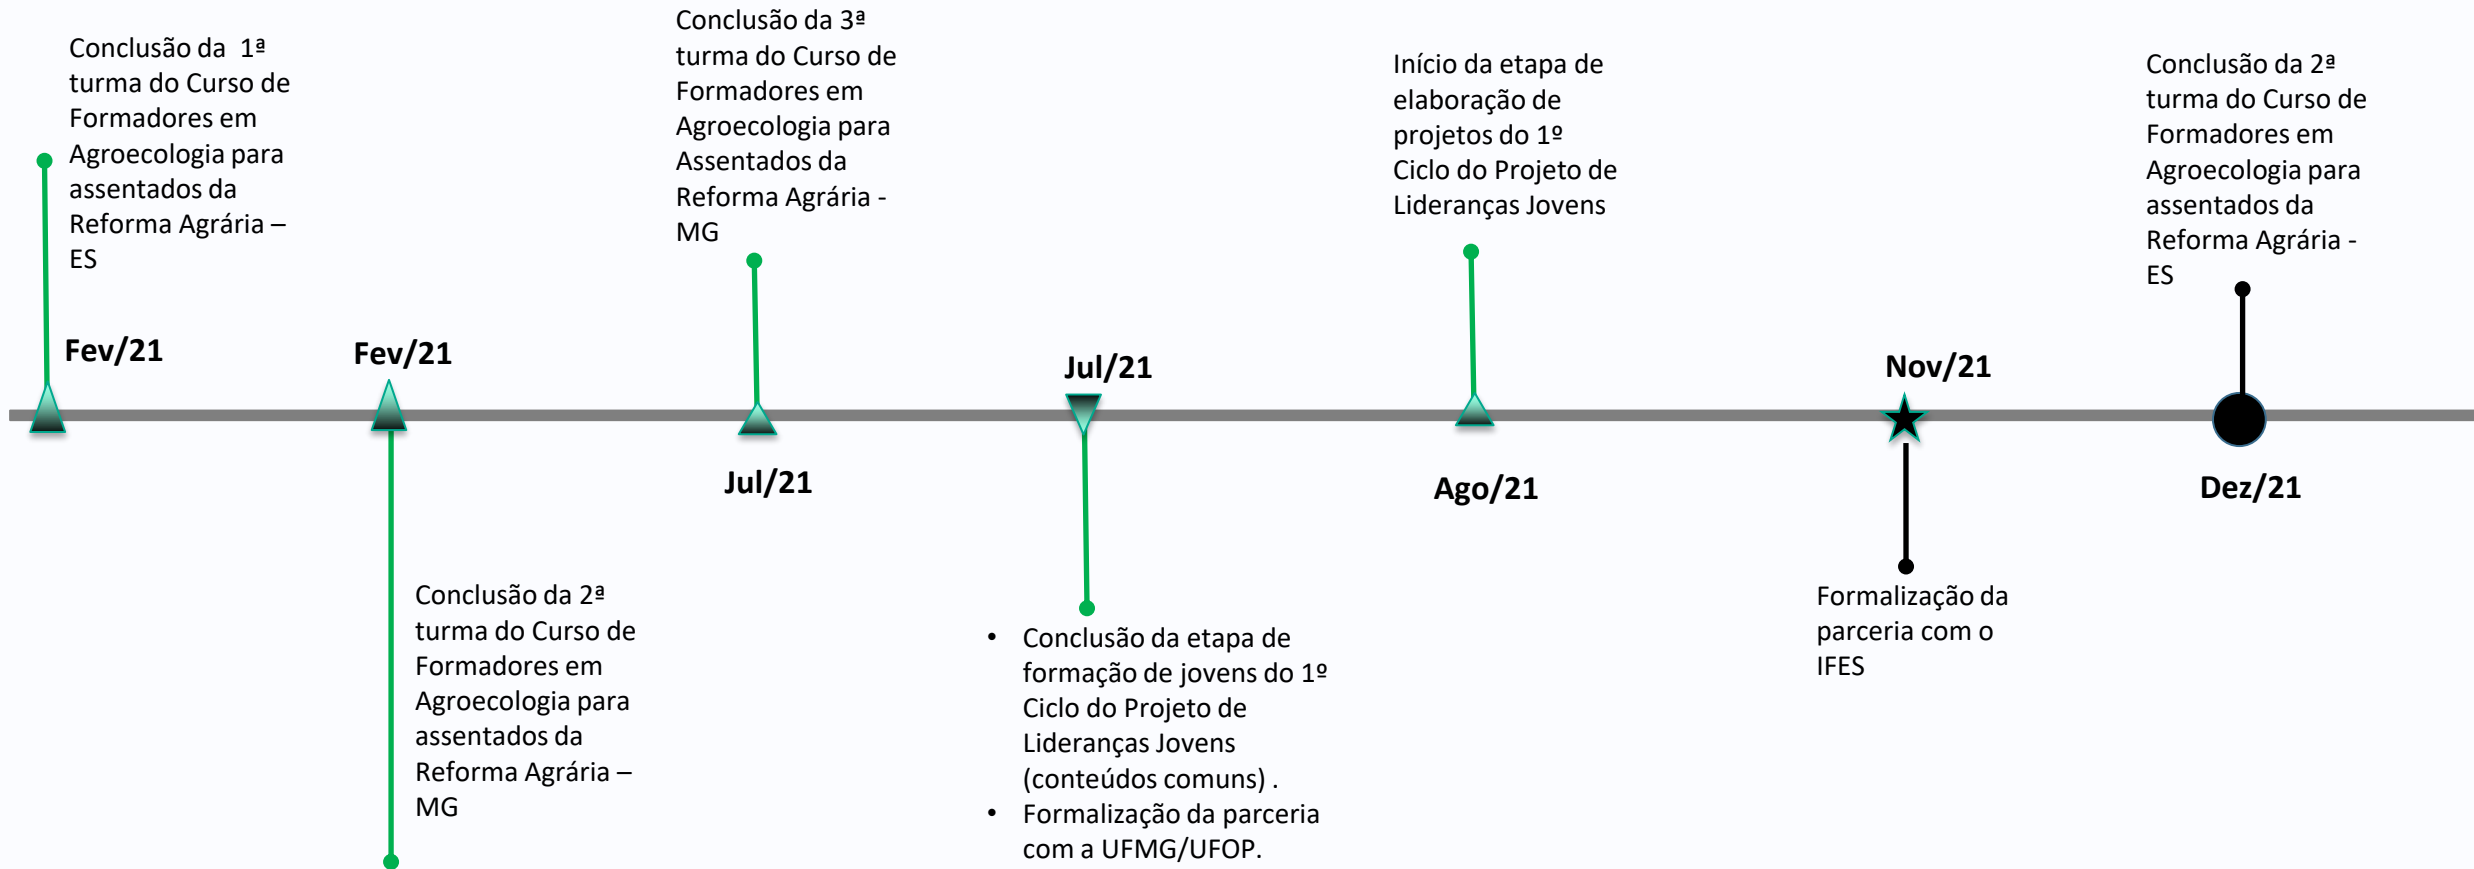 Conclusão da 1ª
turma do Curso de
Formadores em
Agroecologia para
assentados da
Reforma Agrária –
ES
Fev/21
Fev/21
Conclusão da 2ª
turma do Curso de
Formadores em
Agroecologia para
assentados da
Reforma Agrária –
MG
Conclusão da 3ª
turma do Curso de
Formadores em
Agroecologia para
Assentados da
Reforma Agrária -
MG
Jul/21
Jul/21
• Conclusão da etapa de
formação de jovens do 1º
Ciclo do Projeto de
Lideranças Jovens
(conteúdos comuns) .
• Formalização da parceria
com a UFMG/UFOP.
Início da etapa de
elaboração de
projetos do 1º
Ciclo do Projeto de
Lideranças Jovens
Ago/21
Nov/21
Formalização da
parceria com o
IFES
Conclusão da 2ª
turma do Curso de
Formadores em
Agroecologia para
assentados da
Reforma Agrária -
ES
Dez/21